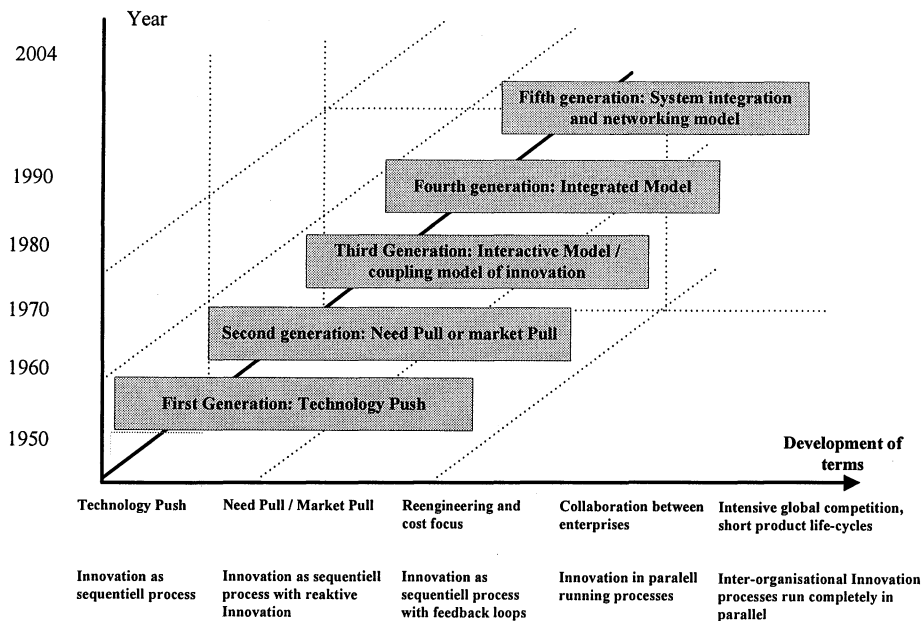 Year
2004
Fifth generation: System integration
and networking model
1990
Fourth generation: Integrated Model
1980
Third Generation: Interactive Model /
coupling model of innovation
1970
Second generation: Need Pull or market Pull
1960
First Generation: Technology Push
1950
Development of
terms
Technology Push
Need Pull / Market Pull
Reengineering and
cost focus
Collaboration between
enterprises
Intensive global competition,
short product life-cycles
Innovation as
sequentiell process
Innovation as sequentiell
process with reaktive
Innovation
Innovation as
sequentiell process
with feedback loops
Innovation in paralell
running processes
Inter-organisational Innovation
processes run completely in
parallel